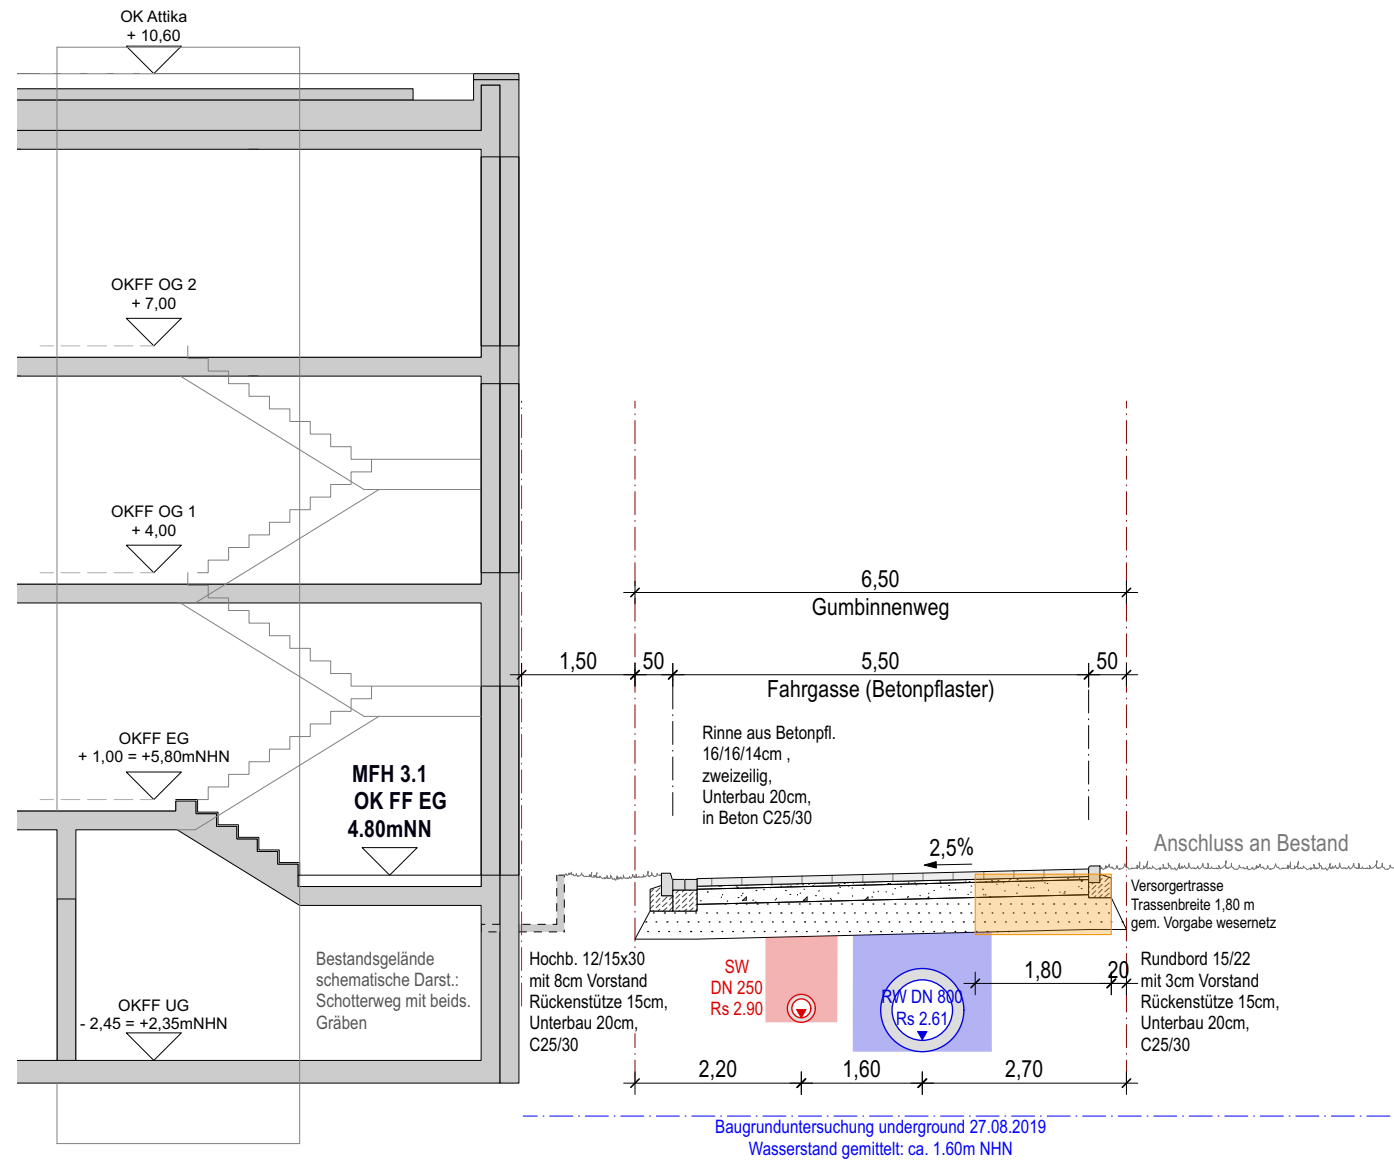 OK Attika
+ 10,60
OKFF OG 2
+ 7,00
OKFF OG 1
+ 4,00
6,50
Gumbinnenweg
1,50
50
5,50
50
Fahrgasse (Betonpflaster)
OKFF EG
+ 1,00 = +5,80mNHN
MFH 3.1
OK FF EG
4.80mNN
Rinne aus Betonpfl.
16/16/14cm ,
zweizeilig,
Unterbau 20cm,
in Beton C25/30
2,5%
Anschluss an Bestand
Versorgertrasse
Trassenbreite 1,80 m
gem. Vorgabe wesernetz
Bestandsgelände
schematische Darst.:
Schotterweg mit beids.
Gräben
Hochb. 12/15x30
mit 8cm Vorstand
Rückenstütze 15cm,
Unterbau 20cm,
C25/30
SW
DN 250
Rs 2.90
RW DN 800
Rs 2.61
1,80
20
Rundbord 15/22
mit 3cm Vorstand
Rückenstütze 15cm,
Unterbau 20cm,
C25/30
OKFF UG
- 2,45 = +2,35mNHN
2,20
1,60
2,70
Baugrunduntersuchung underground 27.08.2019
Wasserstand gemittelt: ca. 1.60m NHN